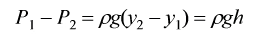 P₁ − P₂ = ρg(y₂ − y₁) = ρgh